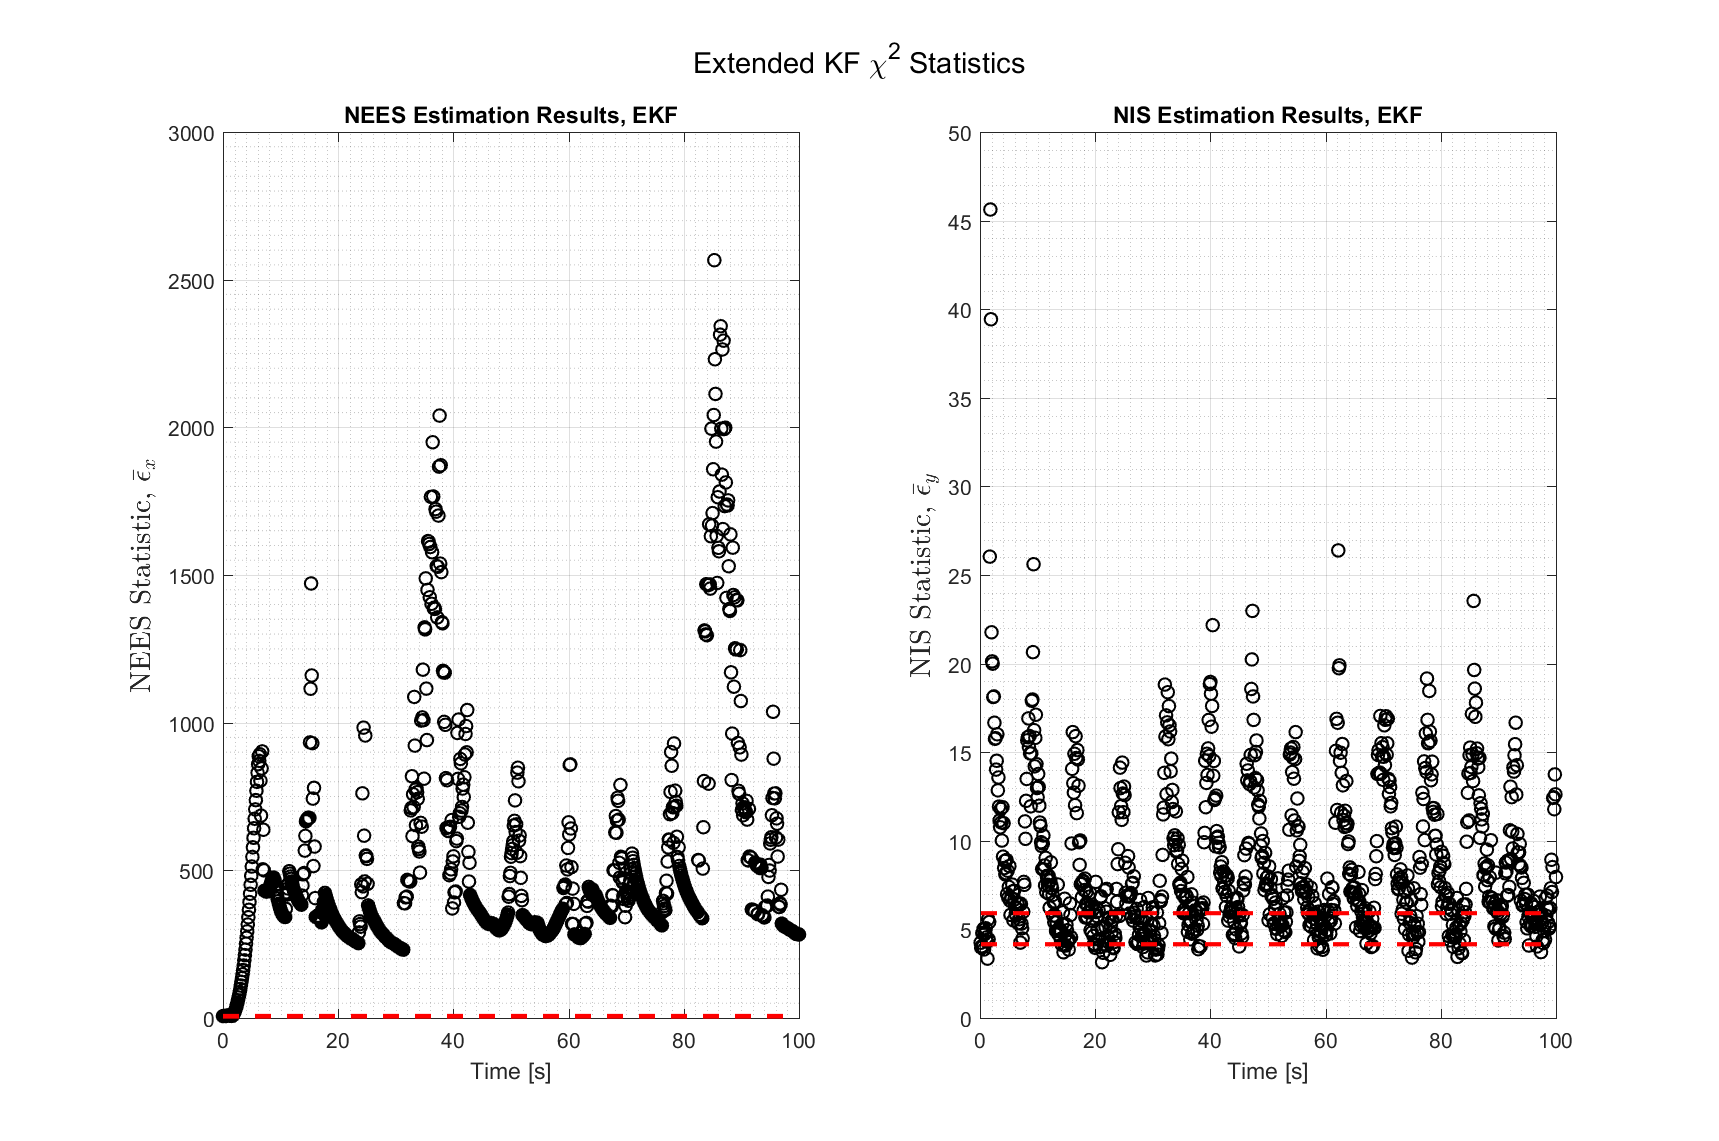 Extended KF χ² Statistics
NEES Estimation Results, EKF
3000
2500
2000
1500
1000
500
0
0 20 40 60 80 100
Time [s]
NEES Statistic, ϵ̄ₓ
NIS Estimation Results, EKF
50
45
40
35
30
25
20
15
10
5
0
0 20 40 60 80 100
Time [s]
NIS Statistic, ϵ̄_y